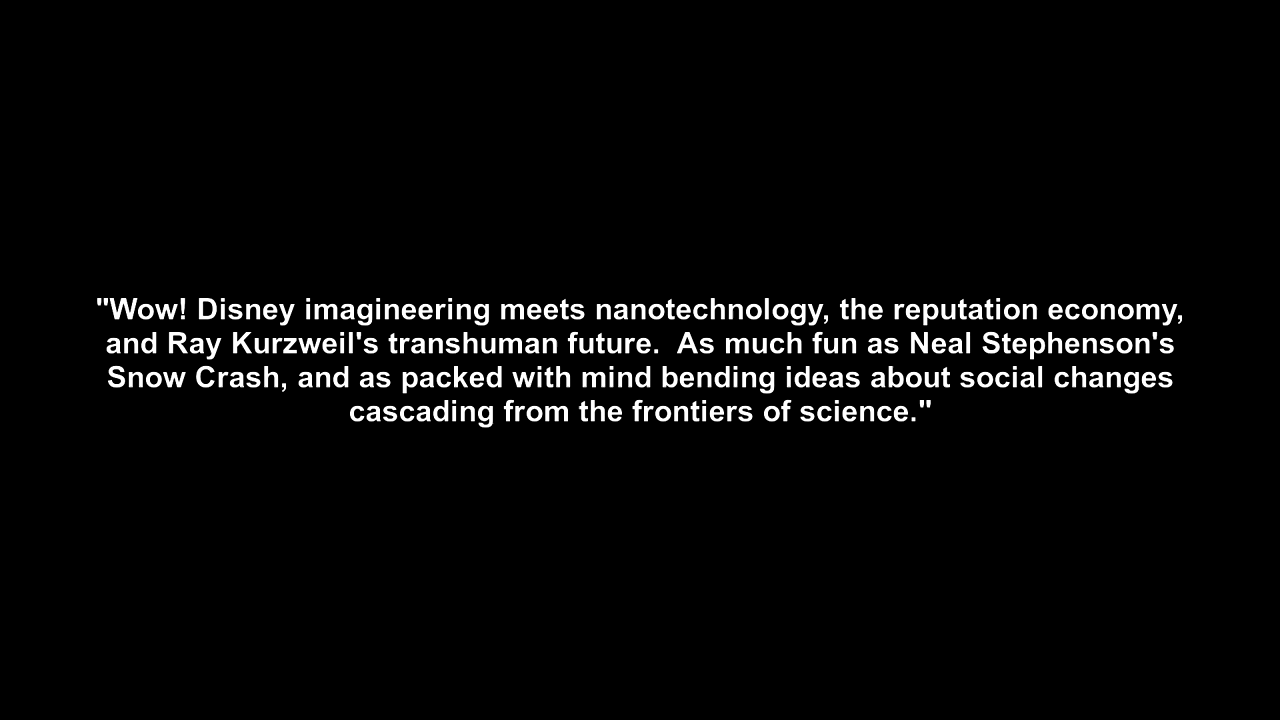 "Wow! Disney imagineering meets nanotechnology, the reputation economy,
and Ray Kurzweil's transhuman future.  As much fun as Neal Stephenson's
Snow Crash, and as packed with mind bending ideas about social changes
cascading from the frontiers of science."